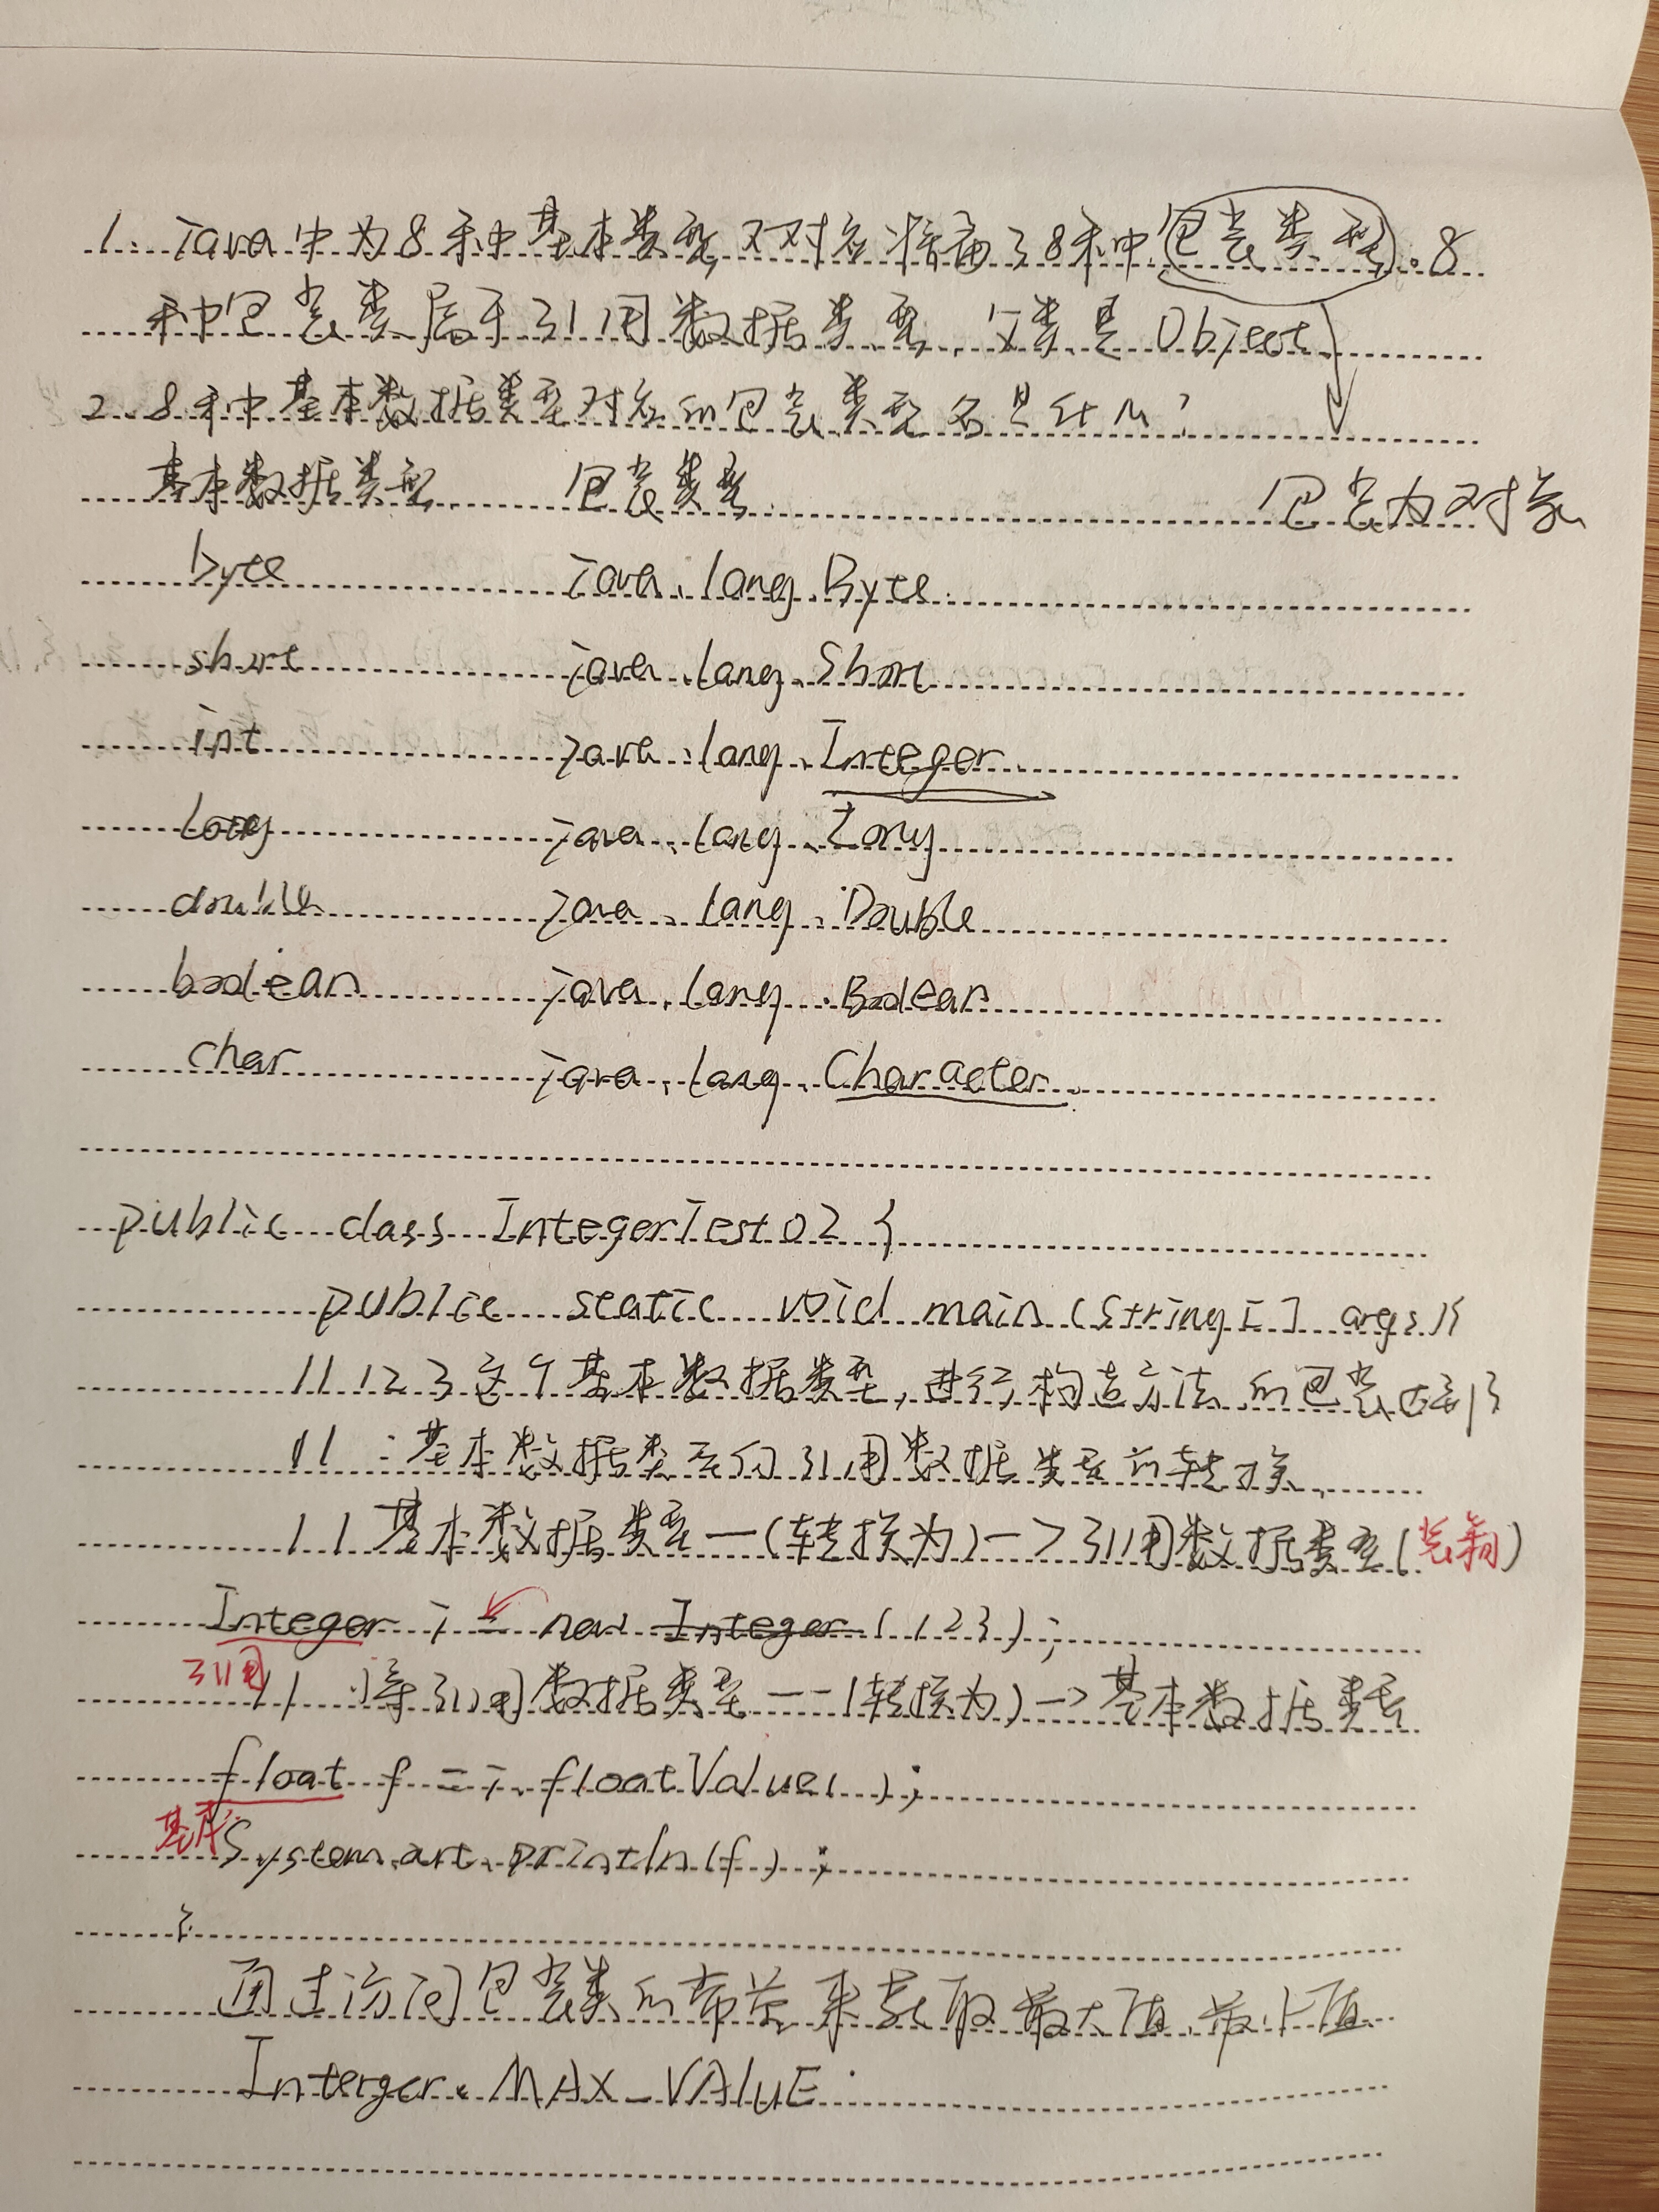 1. java中为8种基本类型又对应准备了8种包装类型。8
种包装类属于引用数据类型,父类是Object
2. 8种中基本数据类型对应的包装类型名是什么?
基本数据类型 包装类型 包装为对象
byte java.lang.Byte
short java.lang.Short
int java.lang.Integer
long java.lang.Long
double java.lang.Double
boolean java.lang.Boolean
char java.lang.Character
public class IntegerTest02 {
public static void main(String[] args){
//123这个基本数据类型,进行构造方法的包装达到了
//:基本数据类型向引用数据类型的转换
//基本数据类型—(转换为)->引用数据类型(装箱)
Integer i = new Integer(123);
引用
//将引用数据类型--(转换为)->基本数据类型
float f = i.floatValue();
基本
System.out.println(f);
}
通过访问包装类的常量来获取最大值、最小值
Interger.MAX_VALUE